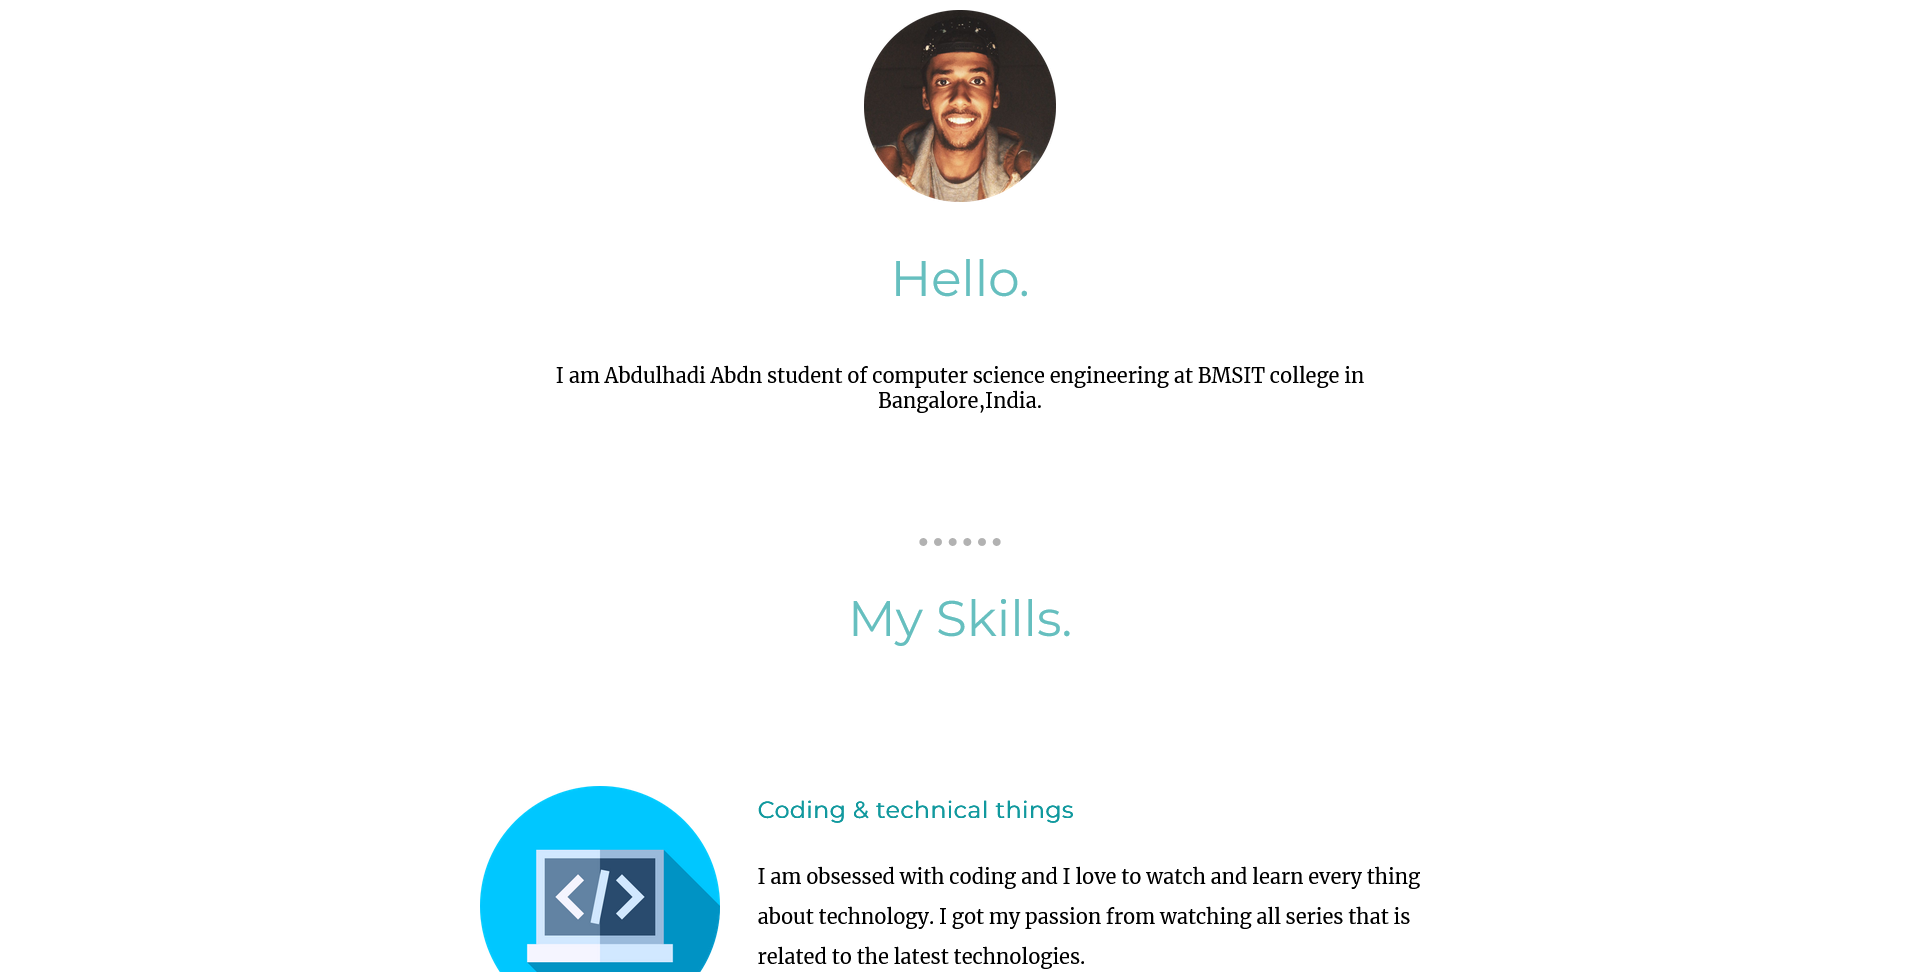 Hello.
I am Abdulhadi Abdn student of computer science engineering at BMSIT college in
Bangalore,India.
My Skills.
Coding & technical things
I am obsessed with coding and I love to watch and learn every thing
about technology. I got my passion from watching all series that is
related to the latest technologies.